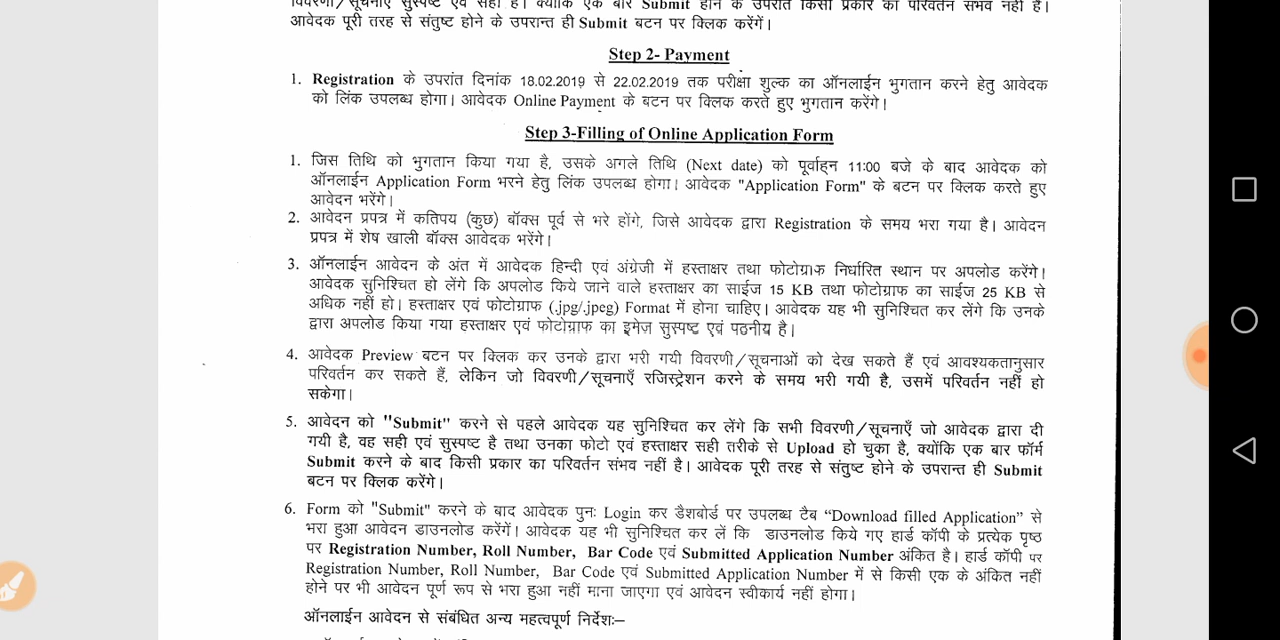 विवरणी/सूचनाएँ सुस्पष्ट एवं सही है। क्योंकि एक बार Submit होने के उपरांत किसी प्रकार का परिवर्तन संभव नहीं है।
आवेदक पूरी तरह से संतुष्ट होने के उपरान्त ही Submit बटन पर क्लिक करेंगें।
Step 2- Payment
1. Registration के उपरांत दिनांक 18.02.2019 से 22.02.2019 तक परीक्षा शुल्क का ऑनलाईन भुगतान करने हेतु आवेदक
को लिंक उपलब्ध होगा। आवेदक Online Payment के बटन पर क्लिक करते हुए भुगतान करेंगे।
Step 3-Filling of Online Application Form
1. जिस तिथि को भुगतान किया गया है, उसके अगले तिथि (Next date) को पूर्वाह्न 11:00 बजे के बाद आवेदक को
ऑनलाईन Application Form भरने हेतु लिंक उपलब्ध होगा। आवेदक "Application Form" के बटन पर क्लिक करते हुए
आवेदन भरेंगे।
2. आवेदन प्रपत्र में कतिपय (कुछ) बॉक्स पूर्व से भरे होंगे, जिसे आवेदक द्वारा Registration के समय भरा गया है। आवेदन
प्रपत्र में शेष खाली बॉक्स आवेदक भरेंगे।
3. ऑनलाईन आवेदन के अंत में आवेदक हिन्दी एवं अंग्रेजी में हस्ताक्षर तथा फोटोग्राफ निर्धारित स्थान पर अपलोड करेंगे।
आवेदक सुनिश्चित हो लेंगे कि अपलोड किये जाने वाले हस्ताक्षर का साईज 15 KB तथा फोटोग्राफ का साईज 25 KB से
अधिक नहीं हो। हस्ताक्षर एवं फोटोग्राफ (.jpg/.jpeg) Format में होना चाहिए। आवेदक यह भी सुनिश्चित कर लेंगे कि उनके
द्वारा अपलोड किया गया हस्ताक्षर एवं फोटोग्राफ का इमेज सुस्पष्ट एवं पठनीय है।
4. आवेदक Preview बटन पर क्लिक कर उनके द्वारा भरी गयी विवरणी/सूचनाओं को देख सकते हैं एवं आवश्यकतानुसार
परिवर्तन कर सकते हैं, लेकिन जो विवरणी/सूचनाएँ रजिस्ट्रेशन करने के समय भरी गयी है, उसमें परिवर्तन नहीं हो
सकेगा।
5. आवेदन को "Submit" करने से पहले आवेदक यह सुनिश्चित कर लेंगे कि सभी विवरणी/सूचनाएँ जो आवेदक द्वारा दी
गयी है, वह सही एवं सुस्पष्ट है तथा उनका फोटो एवं हस्ताक्षर सही तरीके से Upload हो चुका है, क्योंकि एक बार फॉर्म
Submit करने के बाद किसी प्रकार का परिवर्तन संभव नहीं है। आवेदक पूरी तरह से संतुष्ट होने के उपरान्त ही Submit
बटन पर क्लिक करेंगे।
6. Form को "Submit" करने के बाद आवेदक पुनः Login कर डैशबोर्ड पर उपलब्ध टैब “Download filled Application” से
भरा हुआ आवेदन डाउनलोड करेंगें। आवेदक यह भी सुनिश्चित कर लें कि डाउनलोड किये गए हार्ड कॉपी के प्रत्येक पृष्ठ
पर Registration Number, Roll Number, Bar Code एवं Submitted Application Number अंकित है। हार्ड कॉपी पर
Registration Number, Roll Number, Bar Code एवं Submitted Application Number में से किसी एक के अंकित नहीं
होने पर भी आवेदन पूर्ण रूप से भरा हुआ नहीं माना जाएगा एवं आवेदन स्वीकार्य नहीं होगा।
ऑनलाईन आवेदन से संबंधित अन्य महत्वपूर्ण निर्देशः–